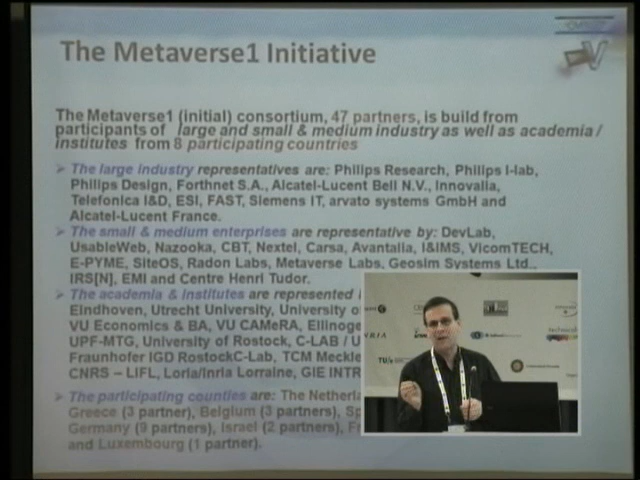 The Metaverse1 Initiative
The Metaverse1 (initial) consortium, 47 partners, is build from
participants of large and small & medium industry as well as academia /
institutes from 8 participating countries
➢ The large industry representatives are: Philips Research, Philips I-lab,
Philips Design, Forthnet S.A., Alcatel-Lucent Bell N.V., Innovalia,
Telefonica I&D, ESI, FAST, Siemens IT, arvato systems GmbH and
Alcatel-Lucent France.
➢ The small & medium enterprises are representative by: DevLab,
UsableWeb, Nazooka, CBT, Nextel, Carsa, Avantalia, I&IMS, VicomTECH,
E-PYME, SiteOS, Radon Labs, Metaverse Labs, Geosim Systems Ltd.,
IRS[N], EMI and Centre Henri Tudor.
➢ The academia & institutes are represented
Eindhoven, Utrecht University, University of
VU Economics & BA, VU CAMeRA, Ellinoge
UPF-MTG, University of Rostock, C-LAB / U
Fraunhofer IGD RostockC-Lab, TCM Meckle
CNRS – LIFL, Loria/Inria Lorraine, GIE INTR
➢ The participating counties are: The Netherla
Greece (3 partner), Belgium (3 partners), Sp
Germany (9 partners), Israel (2 partners), Fr
and Luxembourg (1 partner).